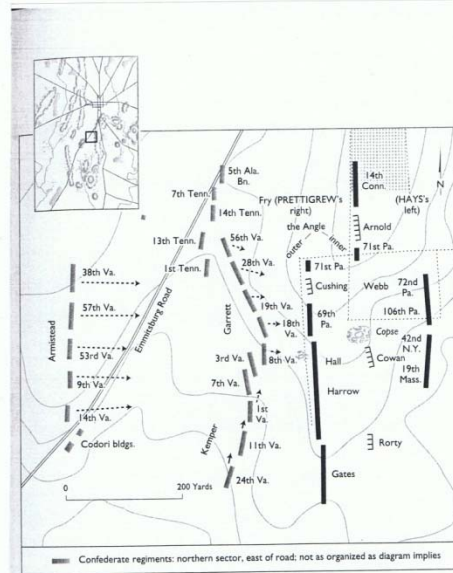 5th Ala.
Bn.
7th Tenn.
14th Tenn.
13th Tenn.
1st Tenn.
56th Va.
28th Va.
19th Va.
18th Va.
8th Va.
Garrett
Fry (PRETTIGREW's
right)
the Angle
outer
inner
14th
Conn.
(HAYS's
left)
N
Arnold
71st Pa.
71st Pa.
Cushing
Webb
72nd
Pa.
69th
Pa.
106th Pa.
Copse
42nd
N.Y.
Cowan
19th
Mass.
Hall
Harrow
Rorty
Gates
38th Va.
57th Va.
53rd Va.
9th Va.
14th Va.
Armistead
Emmitsburg Road
Codori bldgs.
3rd Va.
7th Va.
1st
Va.
11th Va.
24th Va.
Kemper
0 200 Yards
Confederate regiments: northern sector, east of road; not as organized as diagram implies